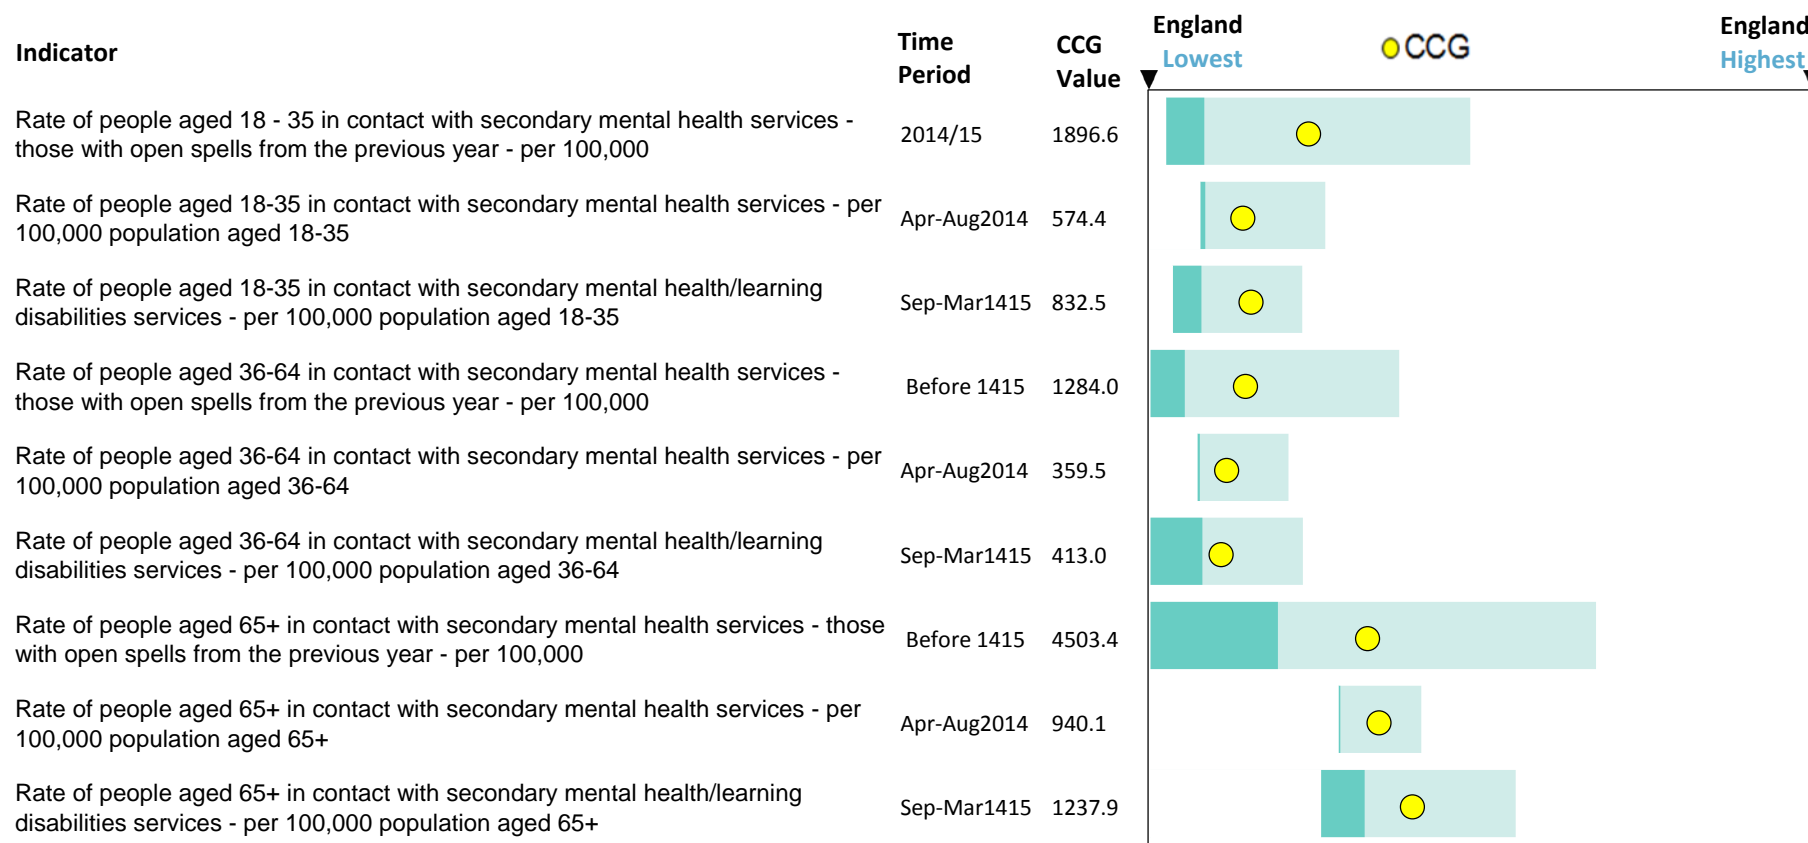 Indicator
Time Period
CCG Value
England Lowest
CCG
England Highest
Rate of people aged 18 - 35 in contact with secondary mental health services -
those with open spells from the previous year - per 100,000
2014/15
1896.6
Rate of people aged 18-35 in contact with secondary mental health services - per
100,000 population aged 18-35
Apr-Aug2014
574.4
Rate of people aged 18-35 in contact with secondary mental health/learning
disabilities services - per 100,000 population aged 18-35
Sep-Mar1415
832.5
Rate of people aged 36-64 in contact with secondary mental health services -
those with open spells from the previous year - per 100,000
Before 1415
1284.0
Rate of people aged 36-64 in contact with secondary mental health services - per
100,000 population aged 36-64
Apr-Aug2014
359.5
Rate of people aged 36-64 in contact with secondary mental health/learning
disabilities services - per 100,000 population aged 36-64
Sep-Mar1415
413.0
Rate of people aged 65+ in contact with secondary mental health services - those
with open spells from the previous year - per 100,000
Before 1415
4503.4
Rate of people aged 65+ in contact with secondary mental health services - per
100,000 population aged 65+
Apr-Aug2014
940.1
Rate of people aged 65+ in contact with secondary mental health/learning
disabilities services - per 100,000 population aged 65+
Sep-Mar1415
1237.9